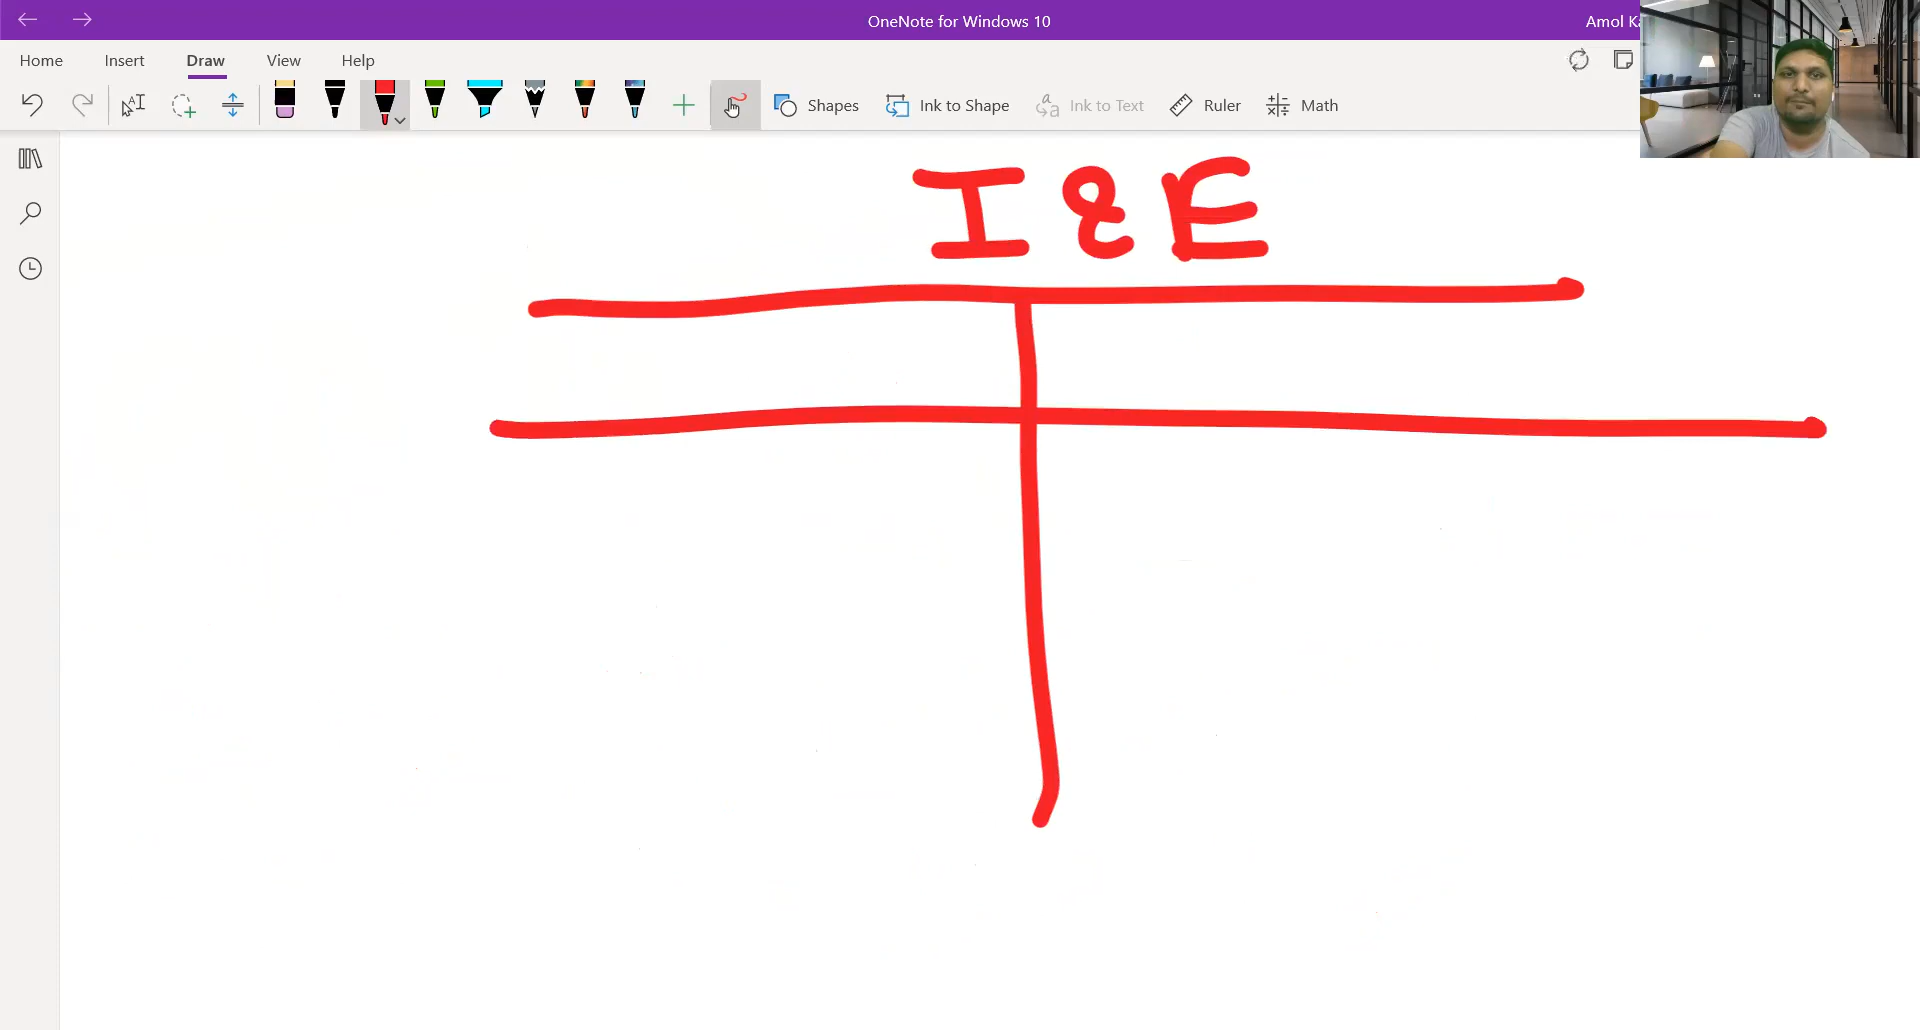 OneNote for Windows 10
Amol Ka
Home Insert Draw View Help
Shapes Ink to Shape Ink to Text Ruler Math
I & E